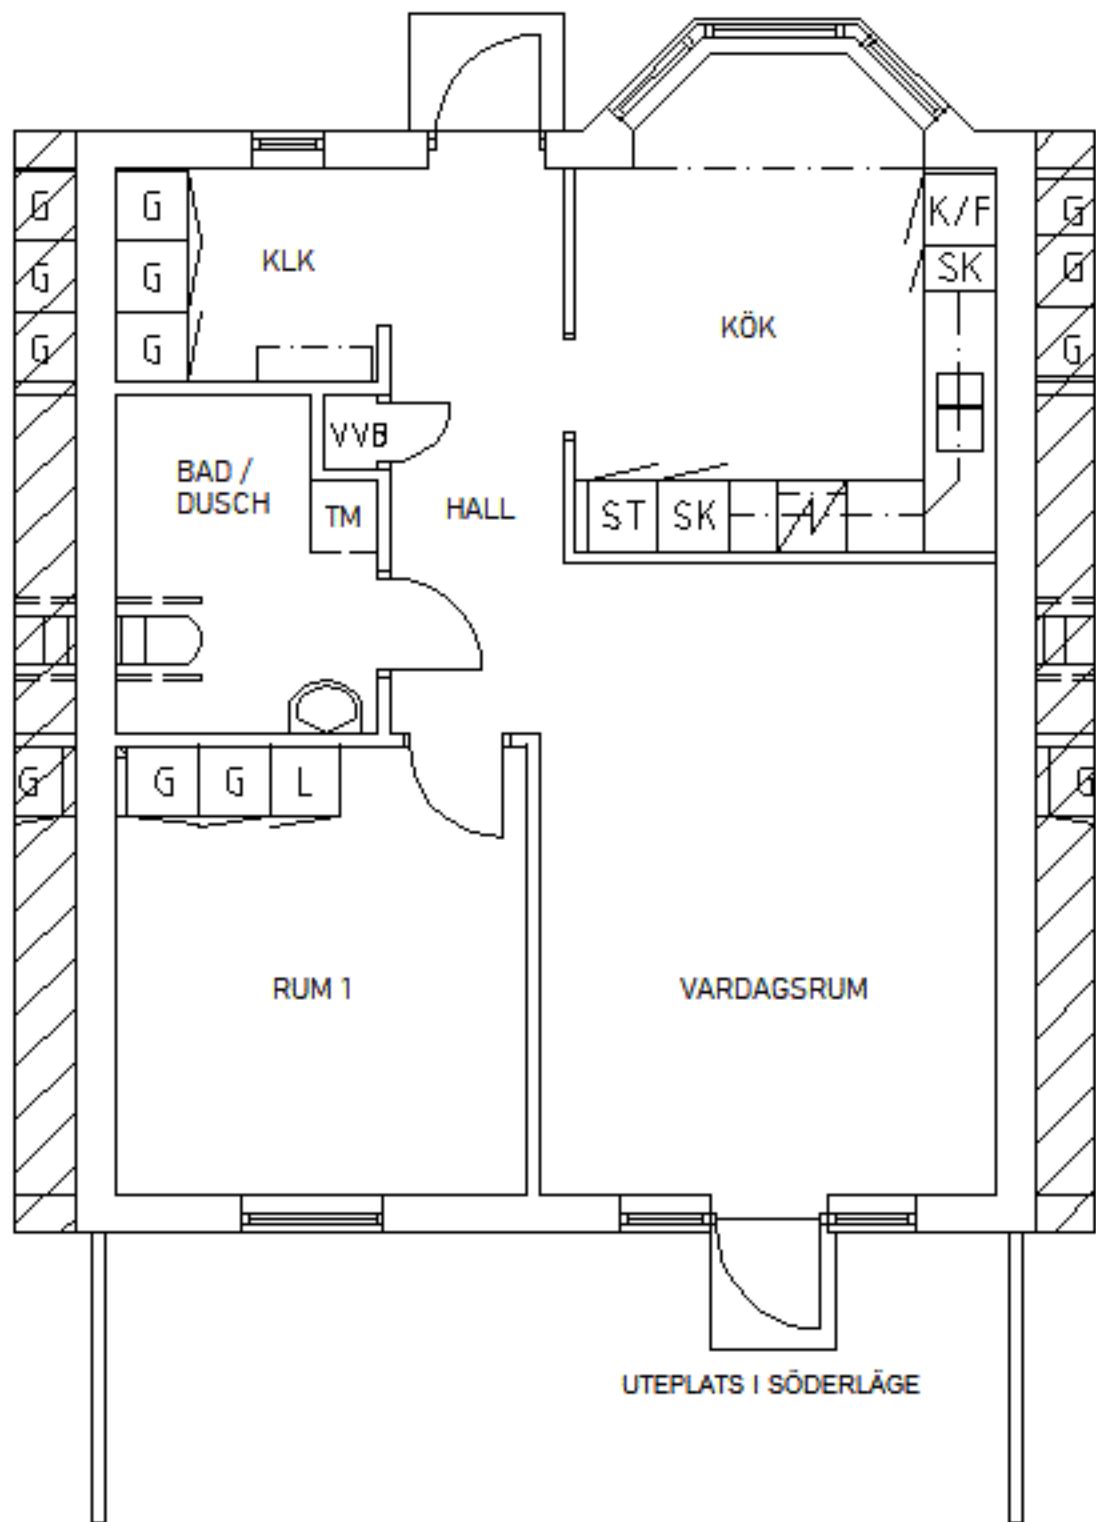 G
G
K/F
G
KLK
SK
G
G
G
KÖK
G
G
G
VVB
BAD /
DUSCH
TM
HALL
ST
SK
G
G
G
L
G
RUM 1
VARDAGSRUM
UTEPLATS I SÖDERLÄGE